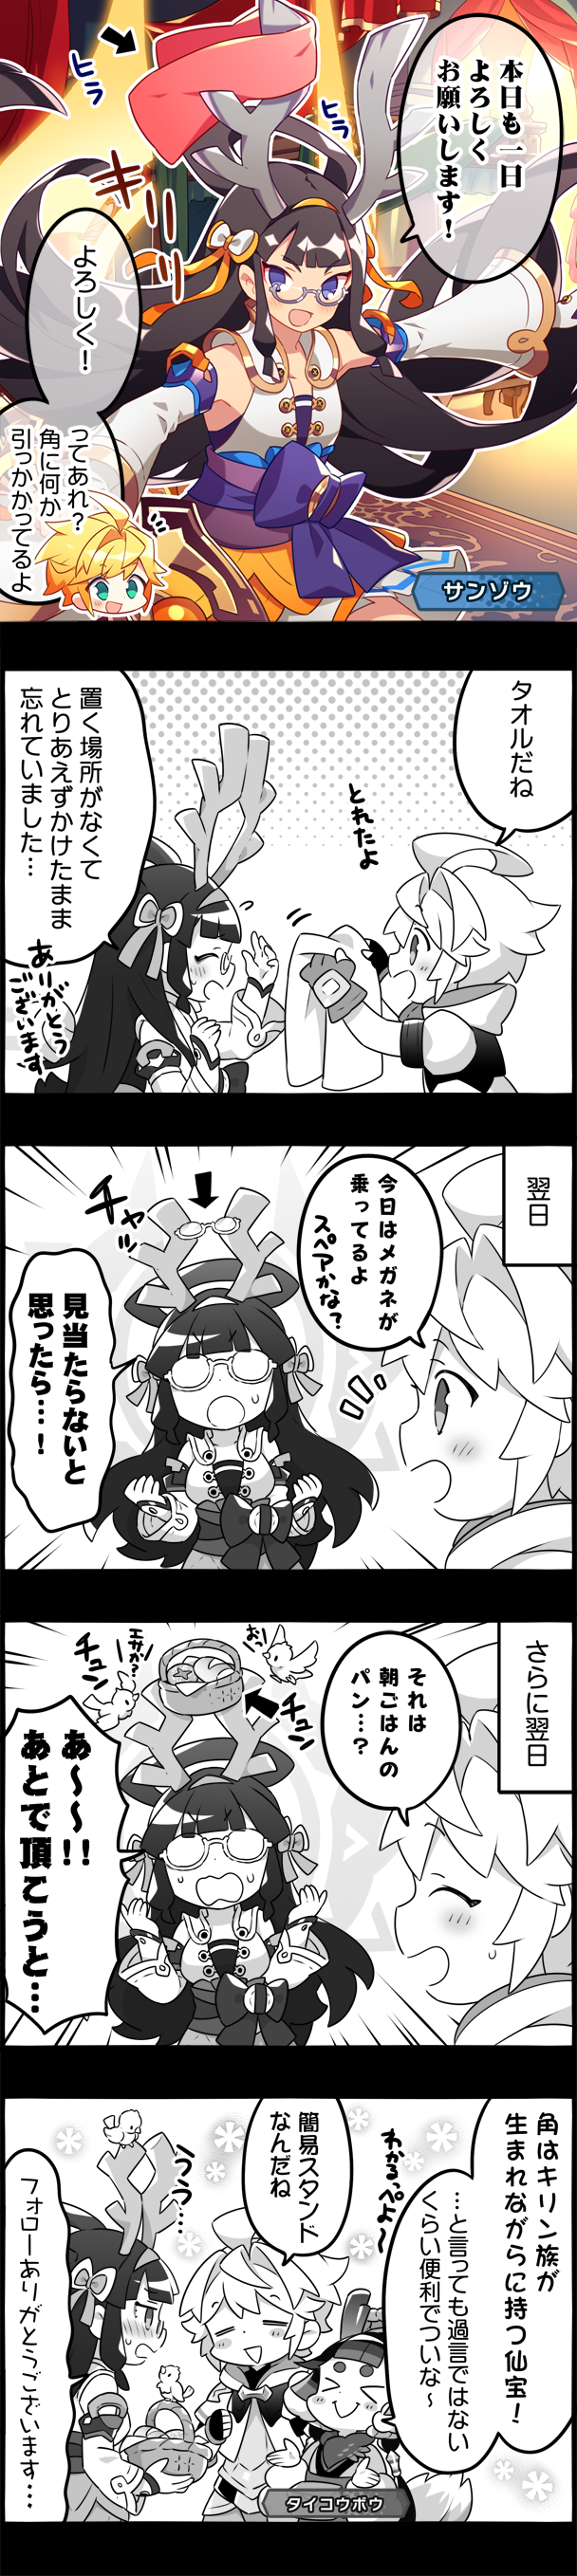 本日も一日
よろしく
お願いします！
ヒラ
ヒラ
キリリッ
よろしく！
ってあれ？
角に何か
引っかかってるよ
サンゾウ
タオルだね
とれたよ
置く場所がなくて
とりあえずかけたまま
忘れていました…
ありがとう
ございます
翌日
今日はメガネが
乗ってるよ
スペアかな？
チャッ
見当たらないと
思ったら…！
さらに翌日
それは
朝ごはんの
パン…？
おっ
エサか？
チュン
チュン
あ〜〜!!
あとで頂こうと…
角はキリン族が
生まれながらに持つ仙宝！
…と言っても過言ではない
くらい便利でついな〜
わかるっぺよ〜
簡易スタンド
なんだね
うう…
フォローありがとうございます…
タイコウボウ